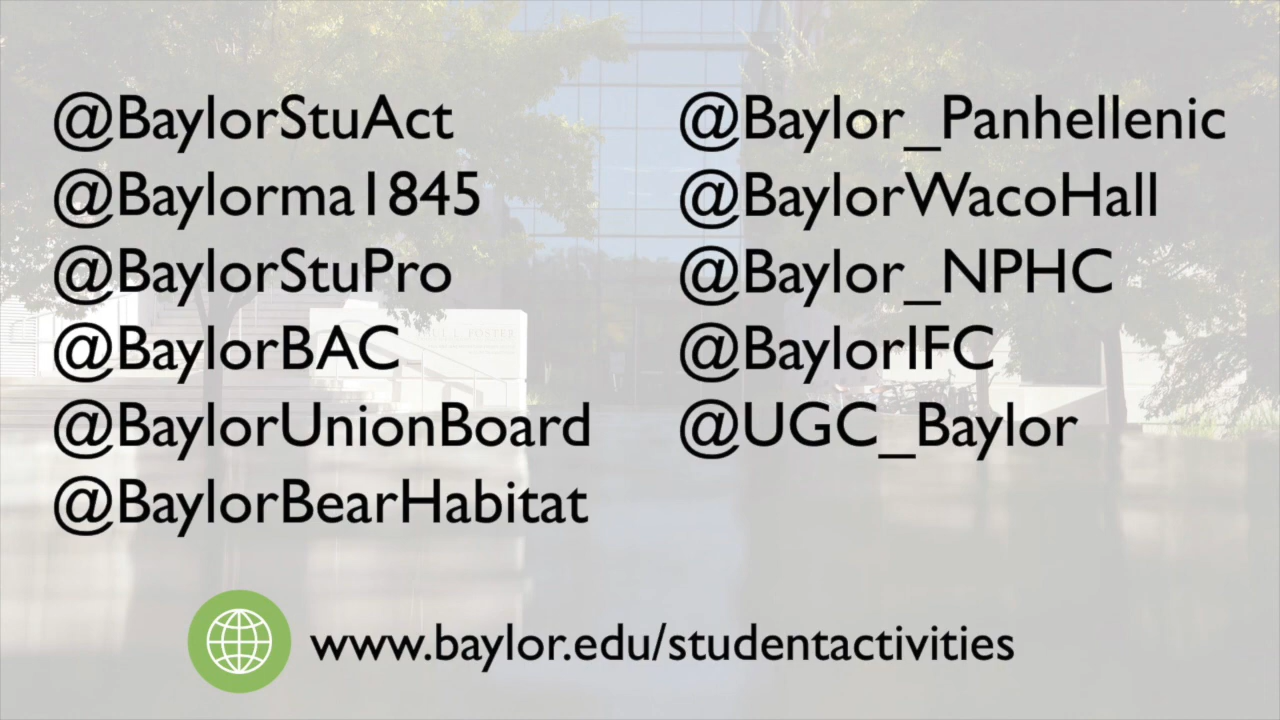 @BaylorStuAct
@Baylorma1845
@BaylorStuPro
@BaylorBAC
@BaylorUnionBoard
@BaylorBearHabitat
@Baylor_Panhellenic
@BaylorWacoHall
@Baylor_NPHC
@BaylorIFC
@UGC_Baylor
www.baylor.edu/studentactivities